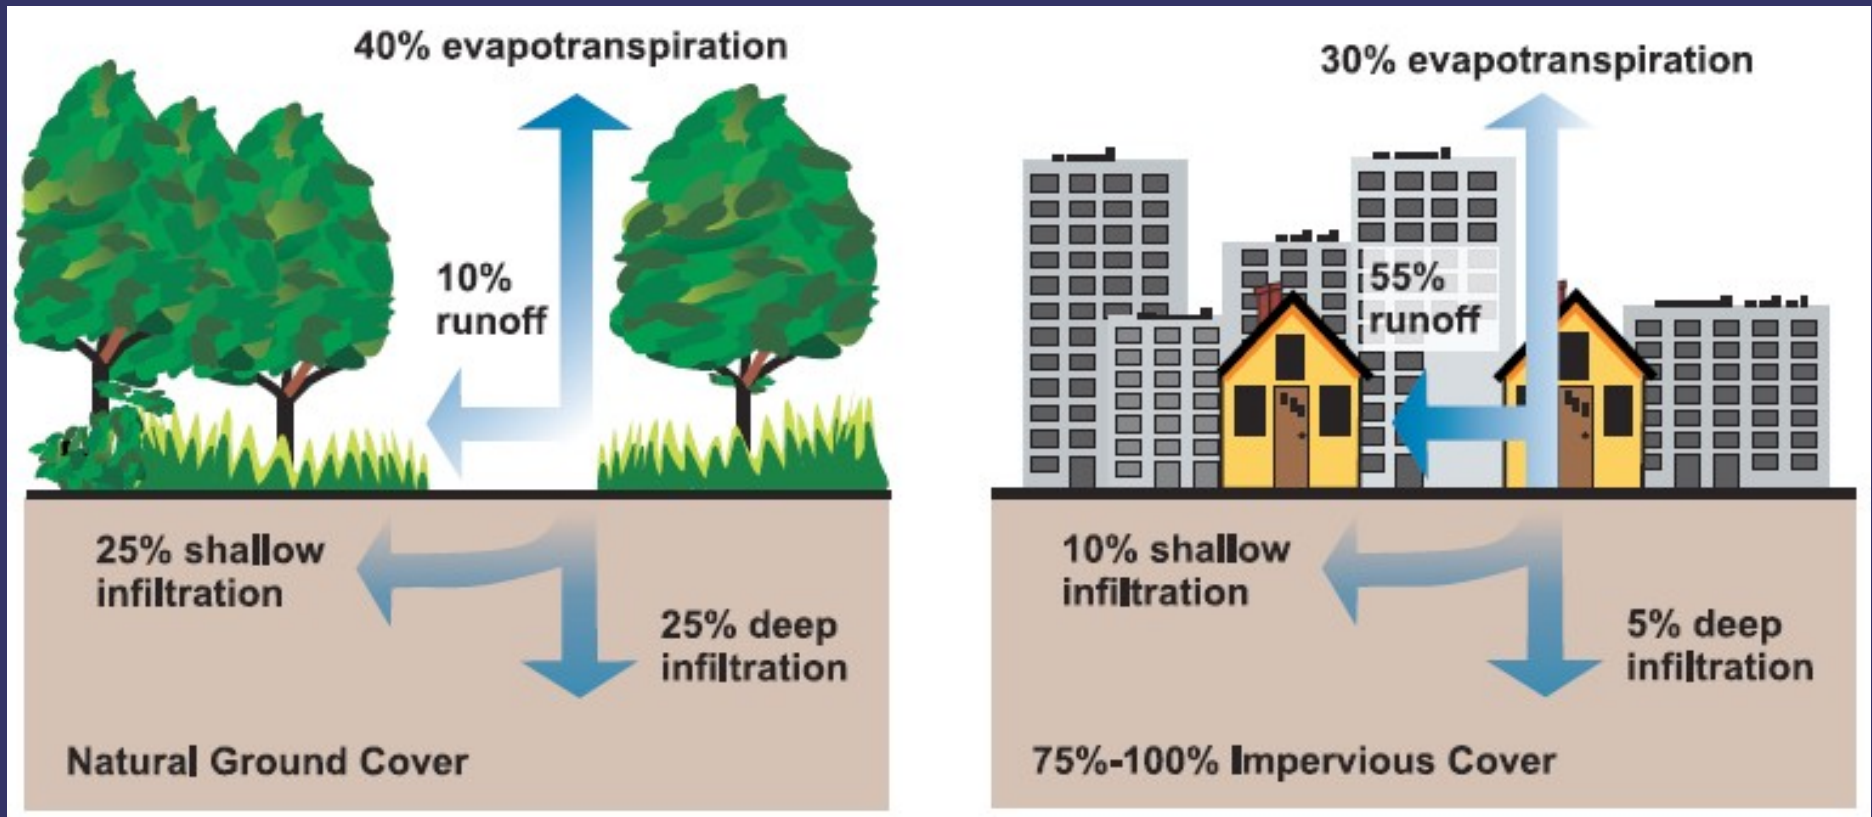 40% evapotranspiration
10%
runoff
25% shallow
infiltration
25% deep
infiltration
Natural Ground Cover
30% evapotranspiration
55%
runoff
10% shallow
infiltration
5% deep
infiltration
75%-100% Impervious Cover